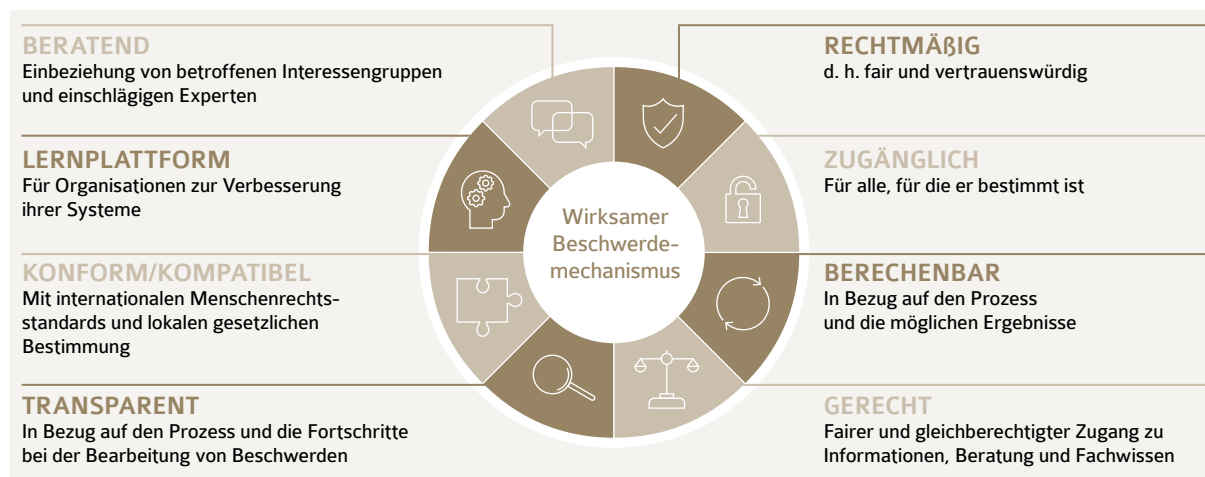 BERATEND
Einbeziehung von betroffenen Interessengruppen
und einschlägigen Experten
LERNPLATTFORM
Für Organisationen zur Verbesserung
ihrer Systeme
KONFORM/KOMPATIBEL
Mit internationalen Menschenrechts-
standards und lokalen gesetzlichen
Bestimmung
TRANSPARENT
In Bezug auf den Prozess und die Fortschritte
bei der Bearbeitung von Beschwerden
Wirksamer
Beschwerde-
mechanismus
RECHTMÄßIG
d. h. fair und vertrauenswürdig
ZUGÄNGLICH
Für alle, für die er bestimmt ist
BERECHENBAR
In Bezug auf den Prozess
und die möglichen Ergebnisse
GERECHT
Fairer und gleichberechtigter Zugang zu
Informationen, Beratung und Fachwissen